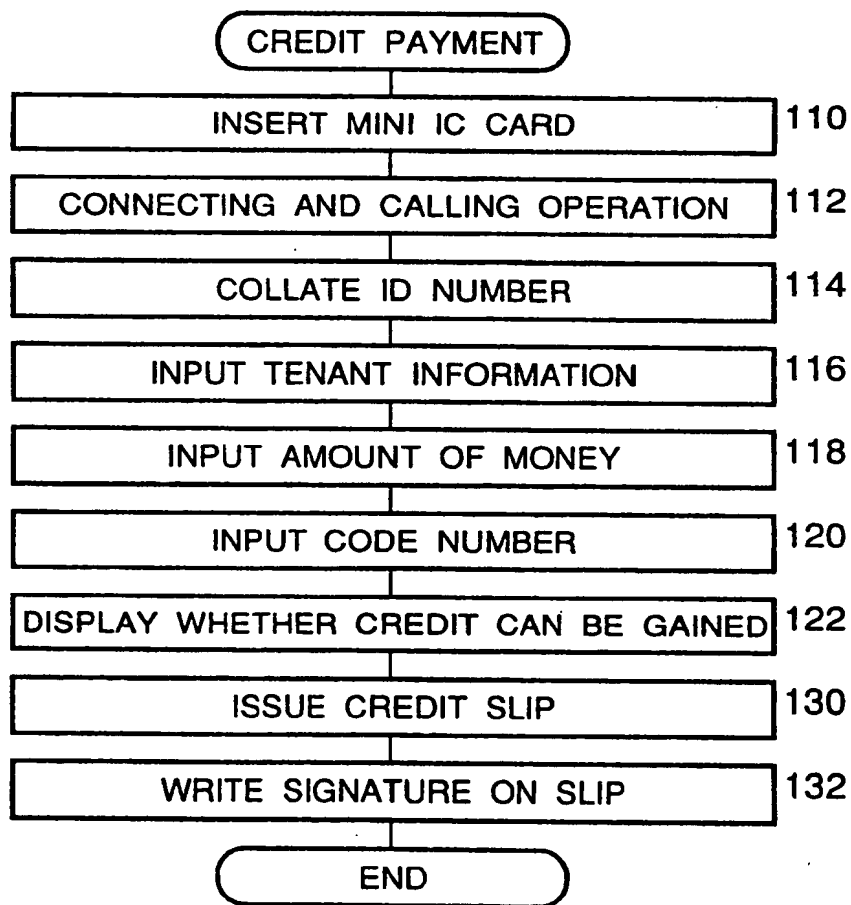 CREDIT PAYMENT
INSERT MINI IC CARD 110
CONNECTING AND CALLING OPERATION 112
COLLATE ID NUMBER 114
INPUT TENANT INFORMATION 116
INPUT AMOUNT OF MONEY 118
INPUT CODE NUMBER 120
DISPLAY WHETHER CREDIT CAN BE GAINED 122
ISSUE CREDIT SLIP 130
WRITE SIGNATURE ON SLIP 132
END